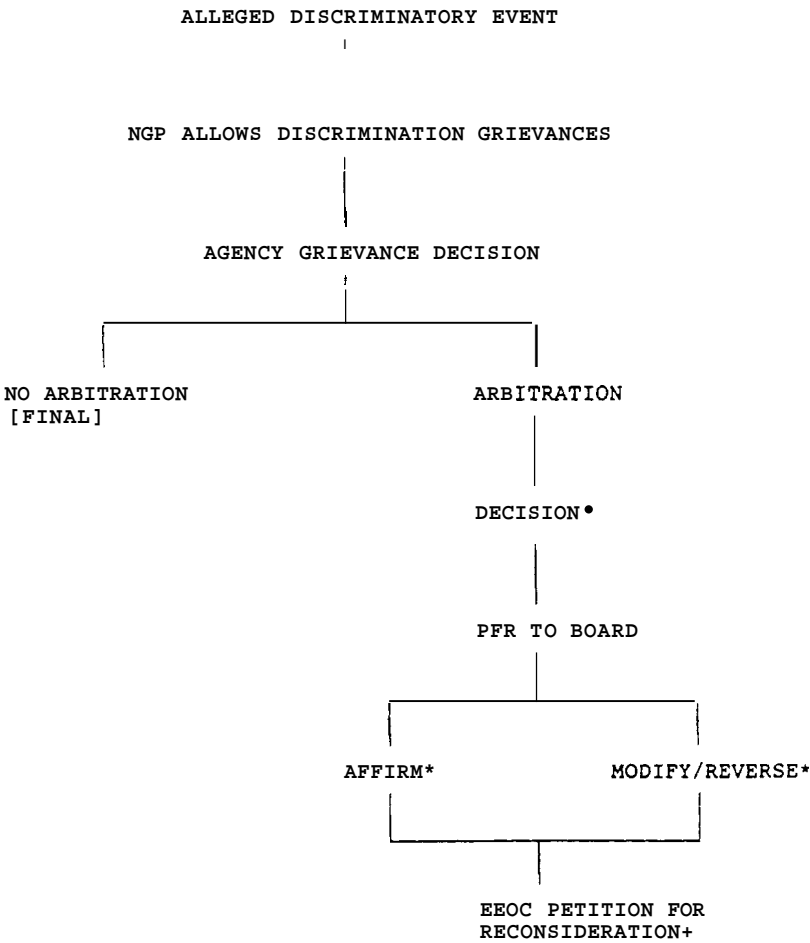 ALLEGED DISCRIMINATORY EVENT
NGP ALLOWS DISCRIMINATION GRIEVANCES
AGENCY GRIEVANCE DECISION
NO ARBITRATION
[FINAL]
ARBITRATION
DECISION•
PFR TO BOARD
AFFIRM*
MODIFY/REVERSE*
EEOC PETITION FOR
RECONSIDERATION+